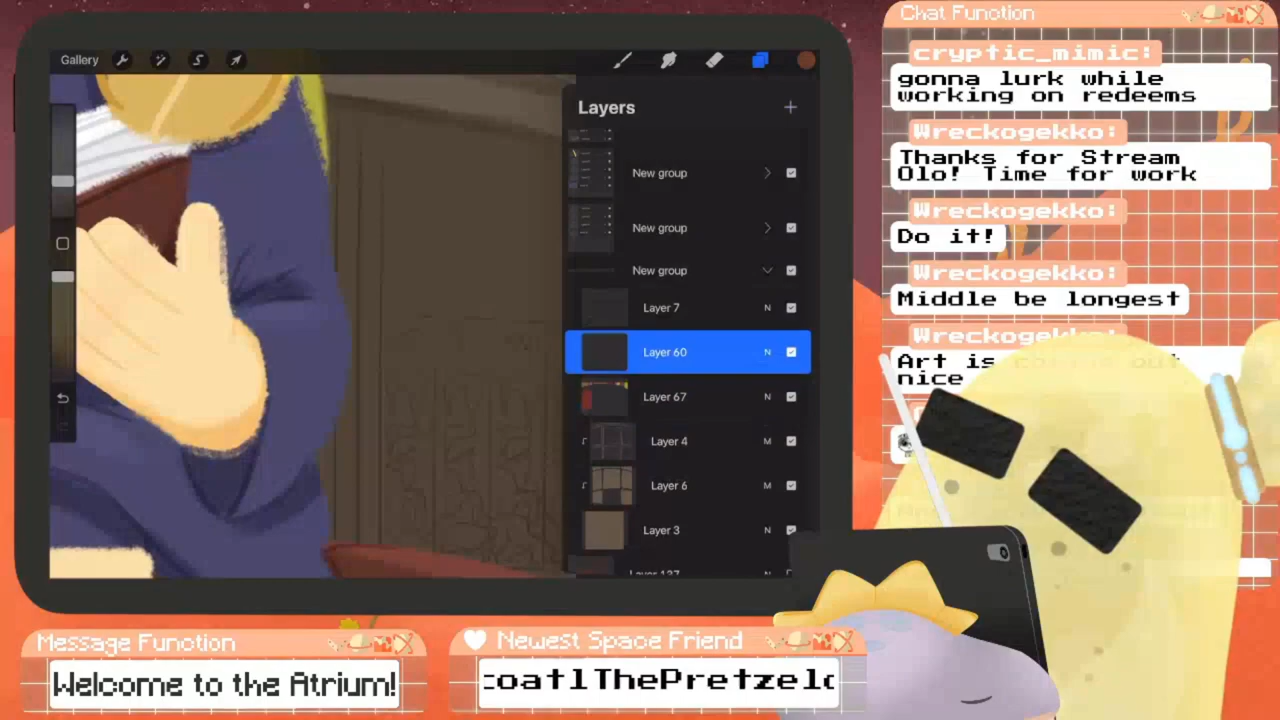 Gallery
Layers
New group
New group
New group
Layer 7
N
Layer 60
N
Layer 67
N
Layer 4
M
Layer 6
M
Layer 3
N
N
Chat Function
cryptic_mimic:
gonna lurk while
working on redeems
Wreckogekko:
Thanks for Stream
Olo! Time for work
Wreckogekko:
Do it!
Wreckogekko:
Middle be longest
Wreckogekko:
Art is
nice
Message Function
Welcome to the Atrium!
Newest Space Friend
oatlThePretzel